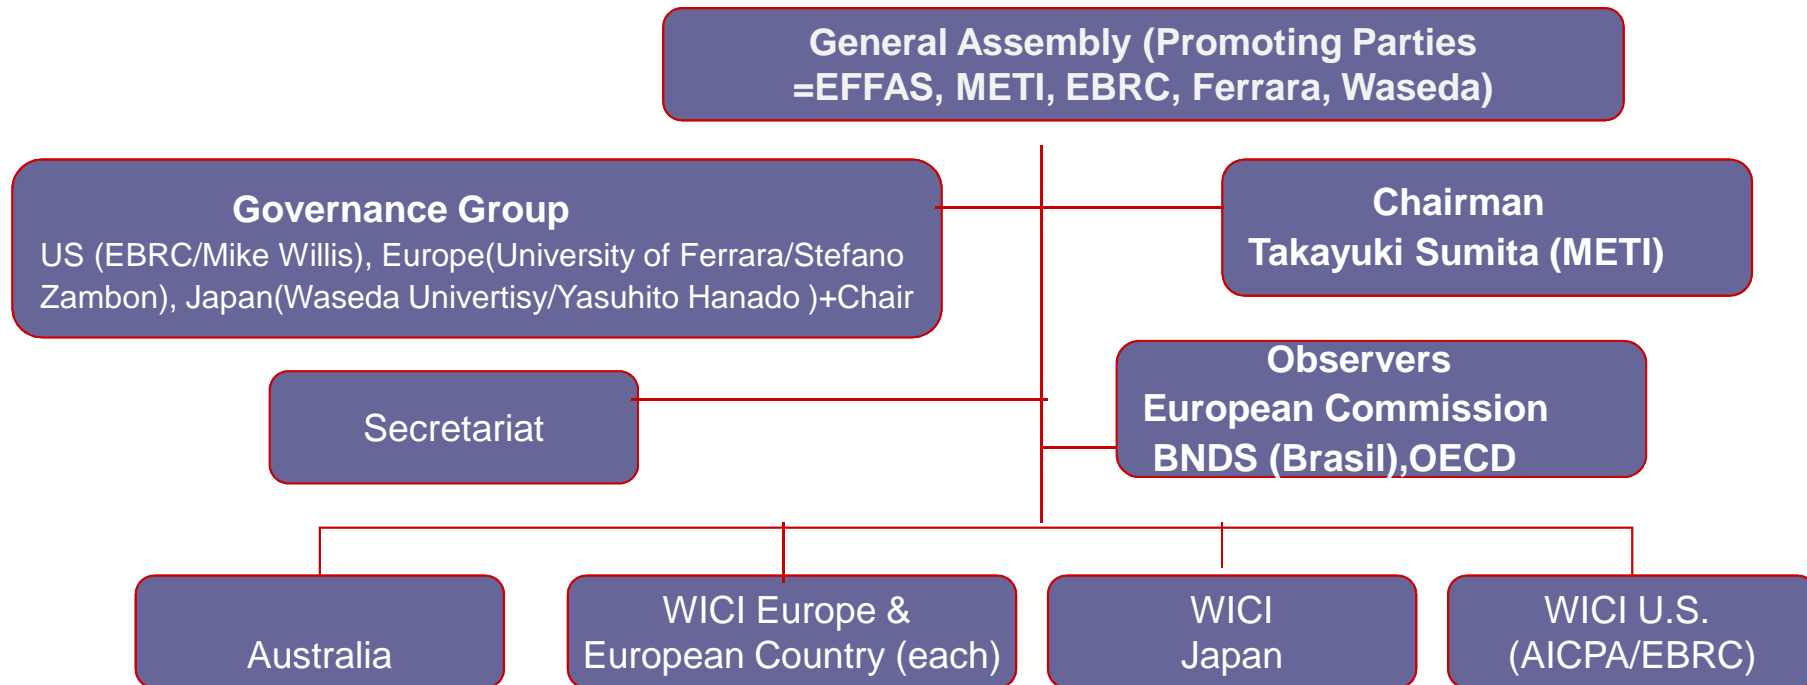 General Assembly (Promoting Parties
=EFFAS, METI, EBRC, Ferrara, Waseda)
Governance Group
US (EBRC/Mike Willis), Europe(University of Ferrara/Stefano
Zambon), Japan(Waseda Univertisy/Yasuhito Hanado )+Chair
Chairman
Takayuki Sumita (METI)
Secretariat
Observers
European Commission
BNDS (Brasil),OECD
Australia
WICI Europe &
European Country (each)
WICI
Japan
WICI U.S.
(AICPA/EBRC)